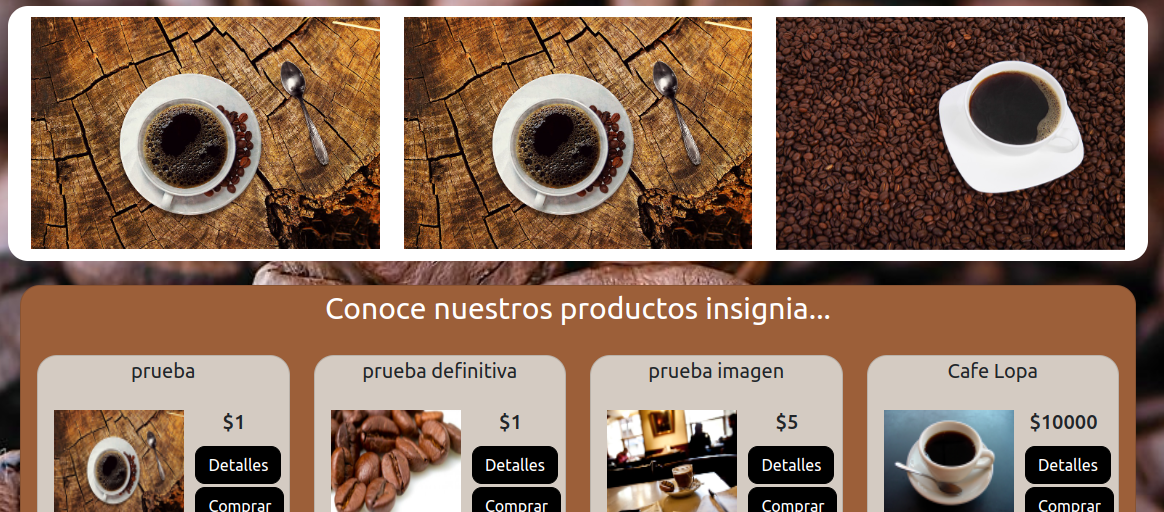 Conoce nuestros productos insignia...
prueba
$1
Detalles
Comprar
prueba definitiva
$1
Detalles
Comprar
prueba imagen
$5
Detalles
Comprar
Cafe Lopa
$10000
Detalles
Comprar